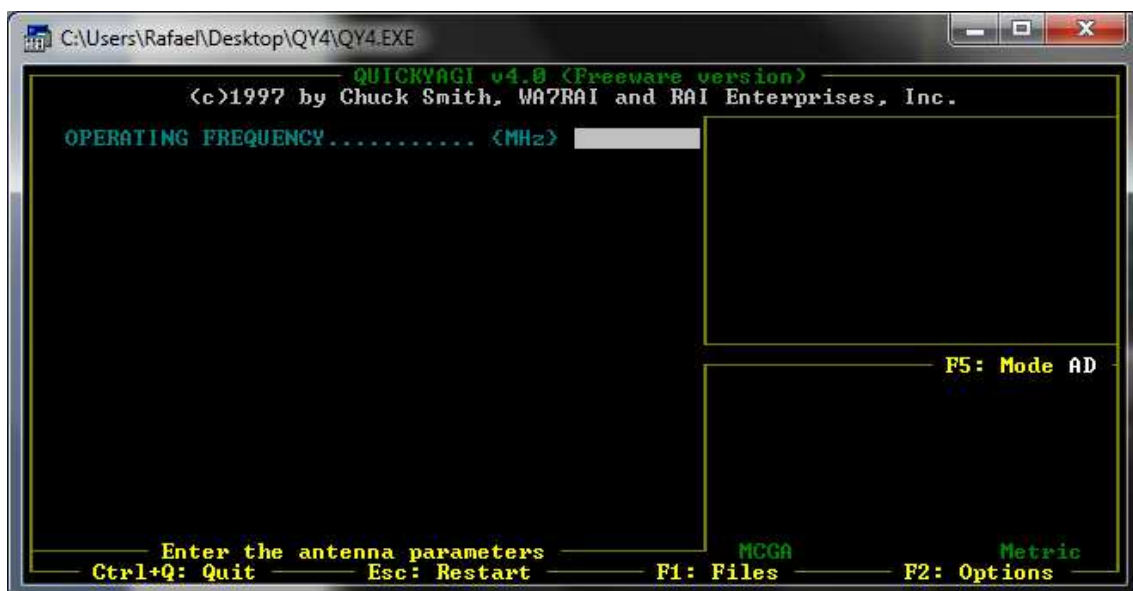 C:\Users\Rafael\Desktop\QY4\QY4.EXE
QUICKYAGI v4.0 (Freeware version)
(c)1997 by Chuck Smith, WA7RAI and RAI Enterprises, Inc.
OPERATING FREQUENCY........... (MHz)
F5: Mode AD
Enter the antenna parameters
MCGA Metric
Ctrl+Q: Quit Esc: Restart F1: Files F2: Options